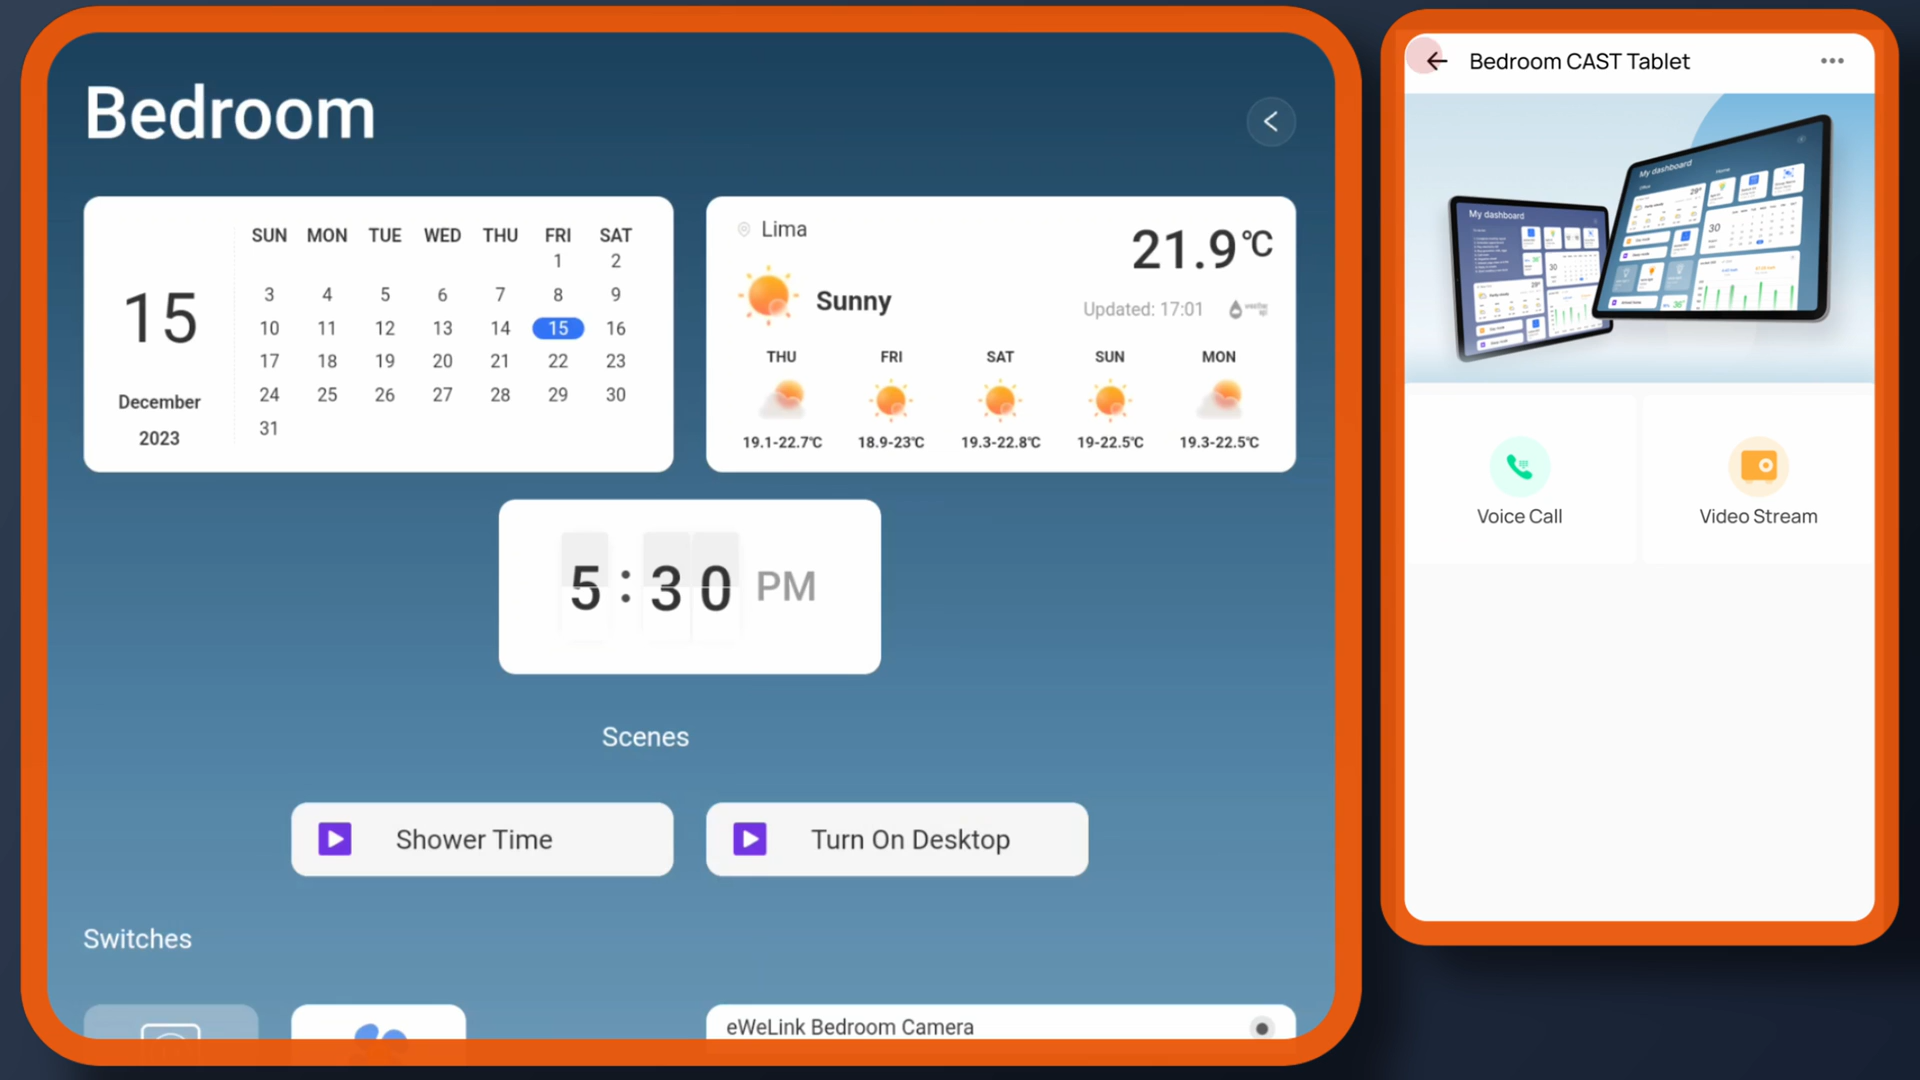 Bedroom
SUN MON TUE WED THU FRI SAT
1 2
3 4 5 6 7 8 9
10 11 12 13 14 15 16
17 18 19 20 21 22 23
24 25 26 27 28 29 30
31
15
December
2023
Lima
21.9℃
Sunny
Updated: 17:01
THU FRI SAT SUN MON
19.1-22.7℃ 18.9-23℃ 19.3-22.8℃ 19-22.5℃ 19.3-22.5℃
5:30 PM
Scenes
Shower Time
Turn On Desktop
Switches
eWeLink Bedroom Camera
Bedroom CAST Tablet
My dashboard
30
My dashboard
30
Voice Call
Video Stream